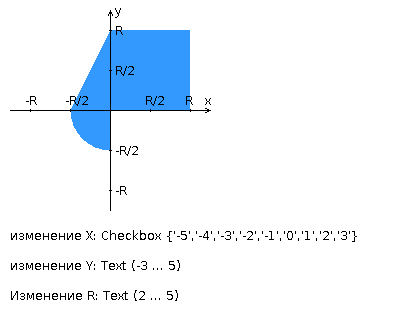 y
R
R/2
-R -R/2 R/2 R x
-R/2
-R
изменение X: Checkbox {'-5','-4','-3','-2','-1','0','1','2','3'}
изменение Y: Text (-3 ... 5)
Изменение R: Text (2 ... 5)